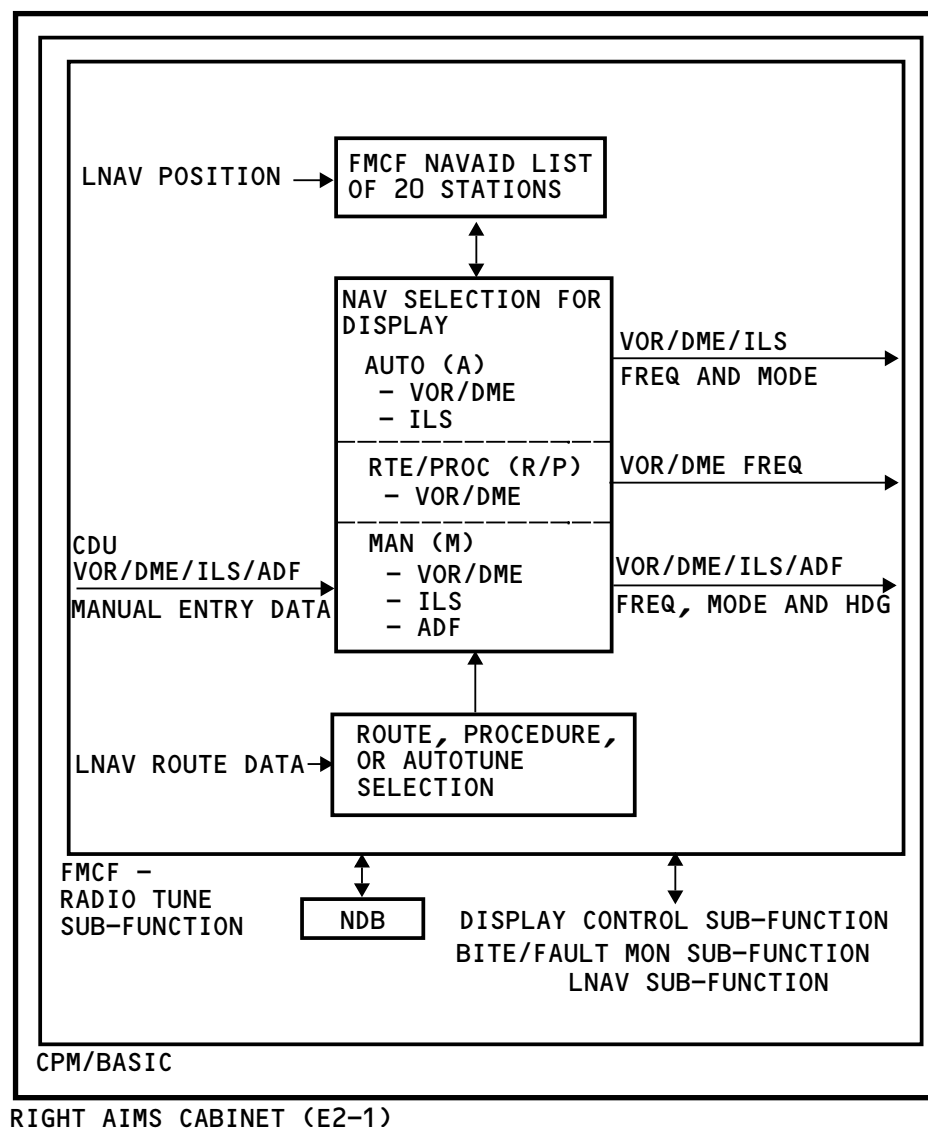 LNAV POSITION
FMCF NAVAID LIST
OF 20 STATIONS
NAV SELECTION FOR
DISPLAY
AUTO (A)
- VOR/DME
- ILS
VOR/DME/ILS
FREQ AND MODE
RTE/PROC (R/P)
- VOR/DME
VOR/DME FREQ
CDU
VOR/DME/ILS/ADF
MANUAL ENTRY DATA
MAN (M)
- VOR/DME
- ILS
- ADF
VOR/DME/ILS/ADF
FREQ, MODE AND HDG
LNAV ROUTE DATA
ROUTE, PROCEDURE,
OR AUTOTUNE
SELECTION
FMCF -
RADIO TUNE
SUB-FUNCTION
NDB
DISPLAY CONTROL SUB-FUNCTION
BITE/FAULT MON SUB-FUNCTION
LNAV SUB-FUNCTION
CPM/BASIC
RIGHT AIMS CABINET (E2-1)